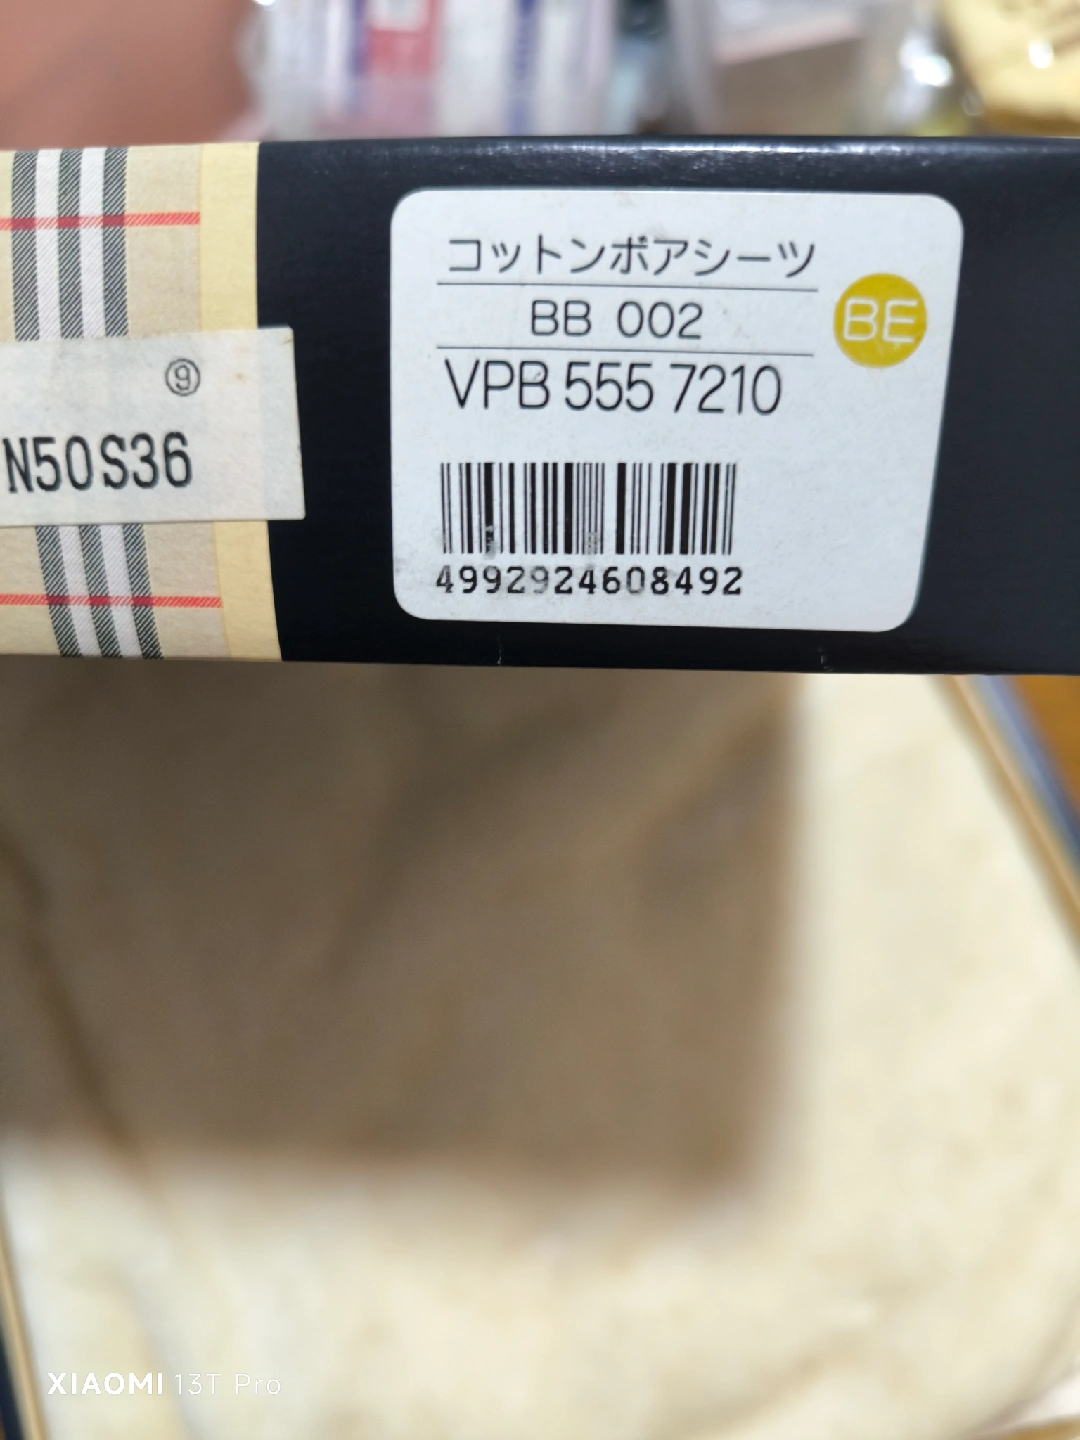 コットンボアシーツ
BB 002
BE
VPB 555 7210
4992924608492
⑨
N50S36
XIAOMI 13T Pro